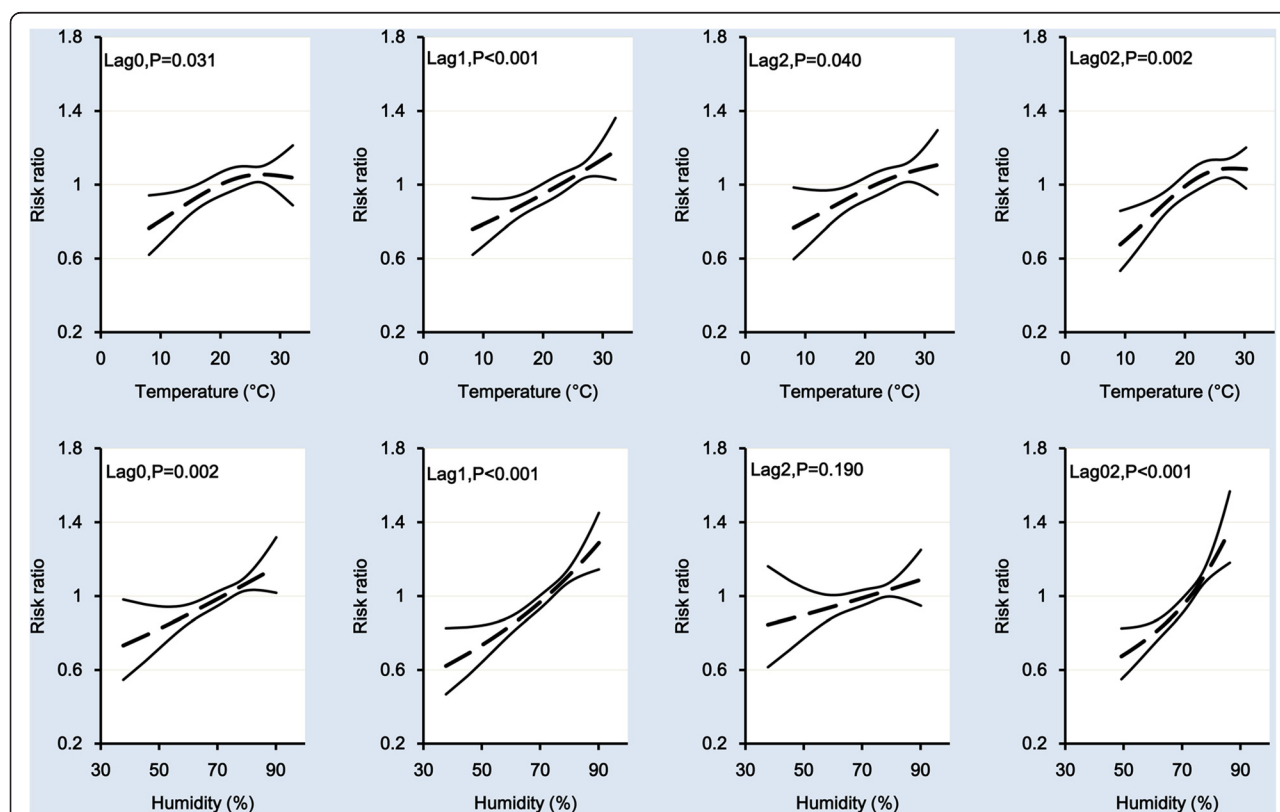 1.8 1.8 1.8 1.8
Lag0,P=0.031 Lag1,P<0.001 Lag2,P=0.040 Lag02,P=0.002
1.4 1.4 1.4 1.4
1 1 1 1
Risk ratio Risk ratio Risk ratio Risk ratio
0.6 0.6 0.6 0.6
0.2 0.2 0.2 0.2
0 10 20 30 0 10 20 30 0 10 20 30 0 10 20 30
Temperature (°C) Temperature (°C) Temperature (°C) Temperature (°C)
1.8 1.8 1.8 1.8
Lag0,P=0.002 Lag1,P<0.001 Lag2,P=0.190 Lag02,P<0.001
1.4 1.4 1.4 1.4
1 1 1 1
Risk ratio Risk ratio Risk ratio Risk ratio
0.6 0.6 0.6 0.6
0.2 0.2 0.2 0.2
30 50 70 90 30 50 70 90 30 50 70 90 30 50 70 90
Humidity (%) Humidity (%) Humidity (%) Humidity (%)